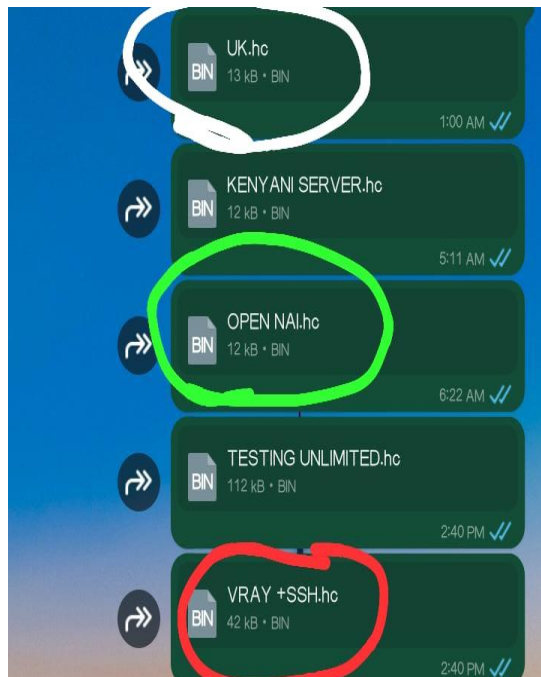 UK.hc
BIN
13 kB • BIN
1:00 AM
KENYANI SERVER.hc
BIN
12 kB • BIN
5:11 AM
OPEN NAI.hc
BIN
12 kB • BIN
6:22 AM
TESTING UNLIMITED.hc
BIN
112 kB • BIN
2:40 PM
VRAY +SSH.hc
BIN
42 kB • BIN
2:40 PM